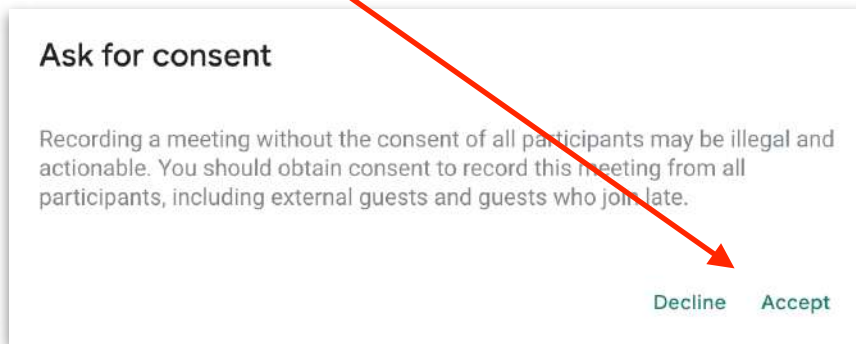 Ask for consent
Recording a meeting without the consent of all participants may be illegal and
actionable. You should obtain consent to record this meeting from all
participants, including external guests and guests who join late.
Decline Accept